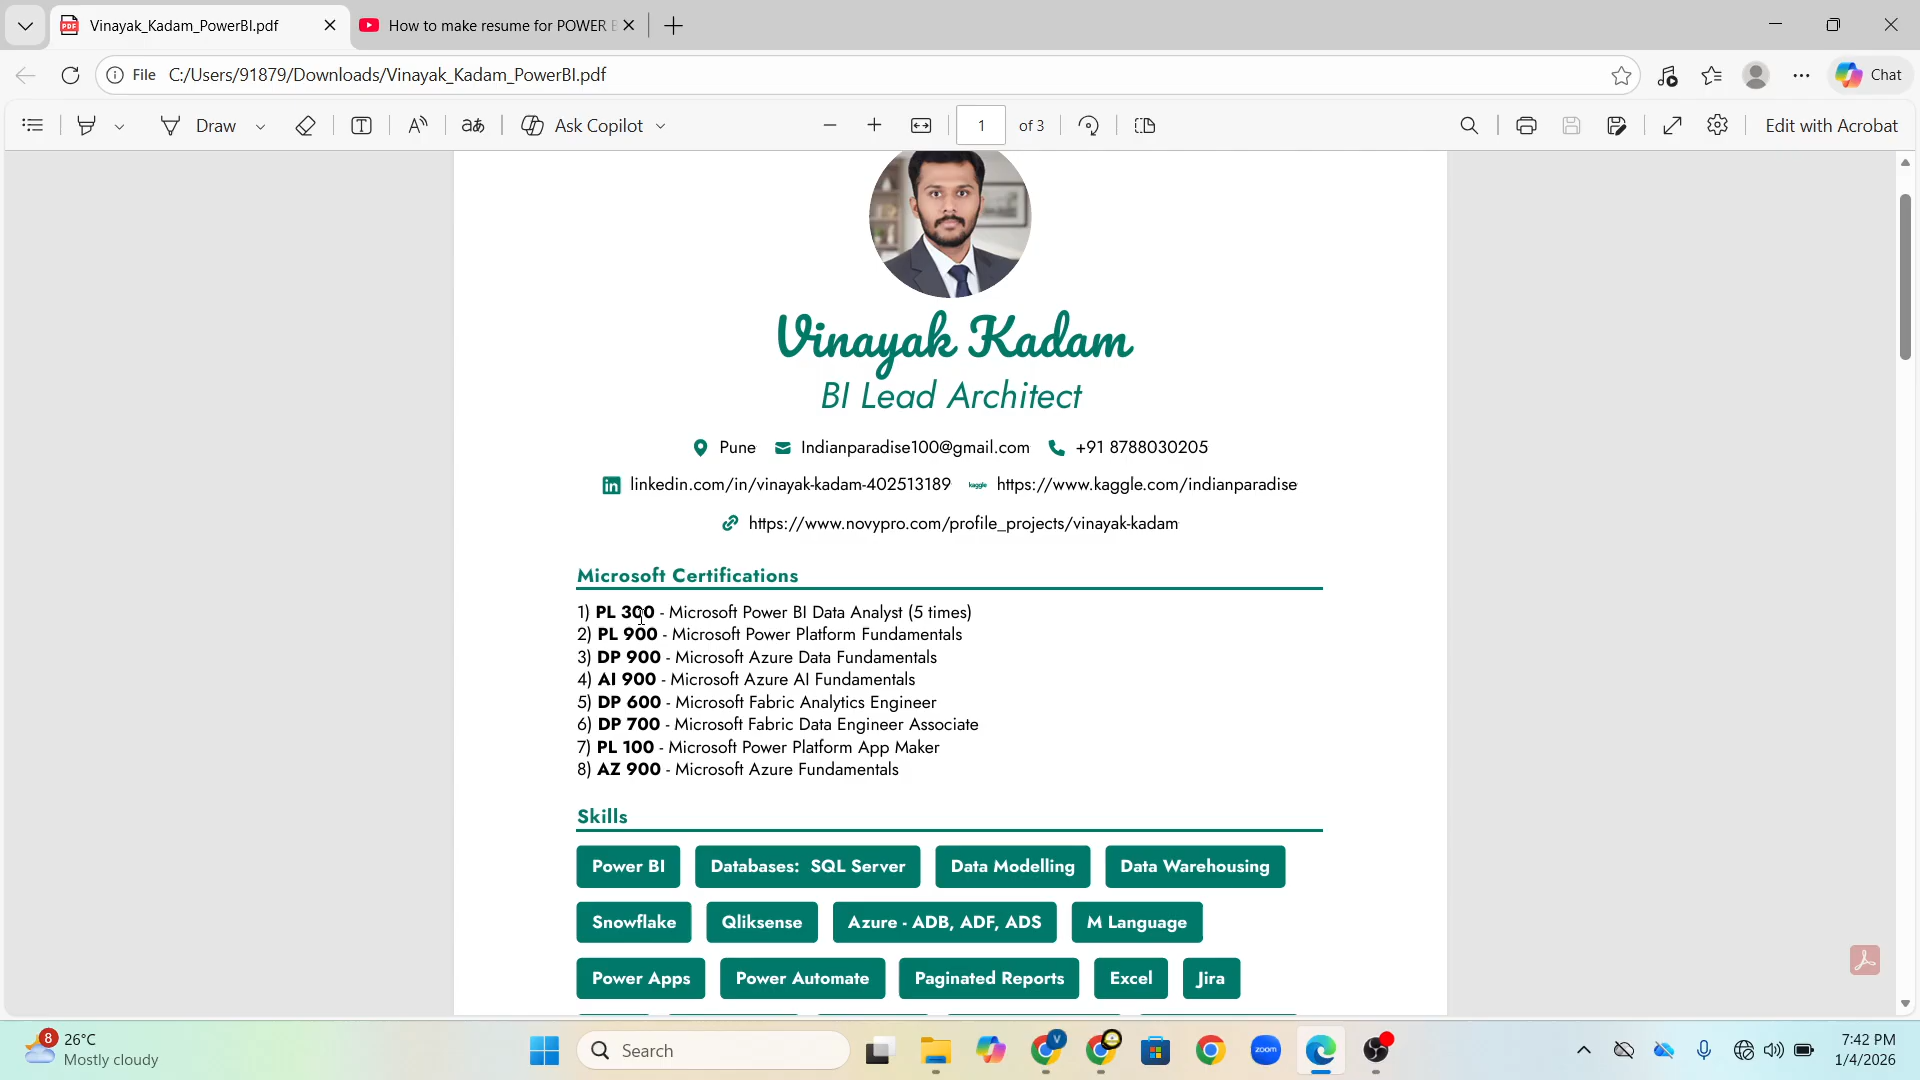 Vinayak_Kadam_PowerBI.pdf
How to make resume for POWER
File C:/Users/91879/Downloads/Vinayak_Kadam_PowerBI.pdf
Chat
Draw
Ask Copilot
1 of 3
Edit with Acrobat
Vinayak Kadam
BI Lead Architect
Pune Indianparadise100@gmail.com +91 8788030205
linkedin.com/in/vinayak-kadam-402513189 kaggle https://www.kaggle.com/indianparadise
https://www.novypro.com/profile_projects/vinayak-kadam
Microsoft Certifications
1) PL 300 - Microsoft Power BI Data Analyst (5 times)
2) PL 900 - Microsoft Power Platform Fundamentals
3) DP 900 - Microsoft Azure Data Fundamentals
4) AI 900 - Microsoft Azure AI Fundamentals
5) DP 600 - Microsoft Fabric Analytics Engineer
6) DP 700 - Microsoft Fabric Data Engineer Associate
7) PL 100 - Microsoft Power Platform App Maker
8) AZ 900 - Microsoft Azure Fundamentals
Skills
Power BI Databases: SQL Server Data Modelling Data Warehousing
Snowflake Qliksense Azure - ADB, ADF, ADS M Language
Power Apps Power Automate Paginated Reports Excel Jira
8 26°C
Mostly cloudy
Search
V
zoom
7:42 PM
1/4/2026